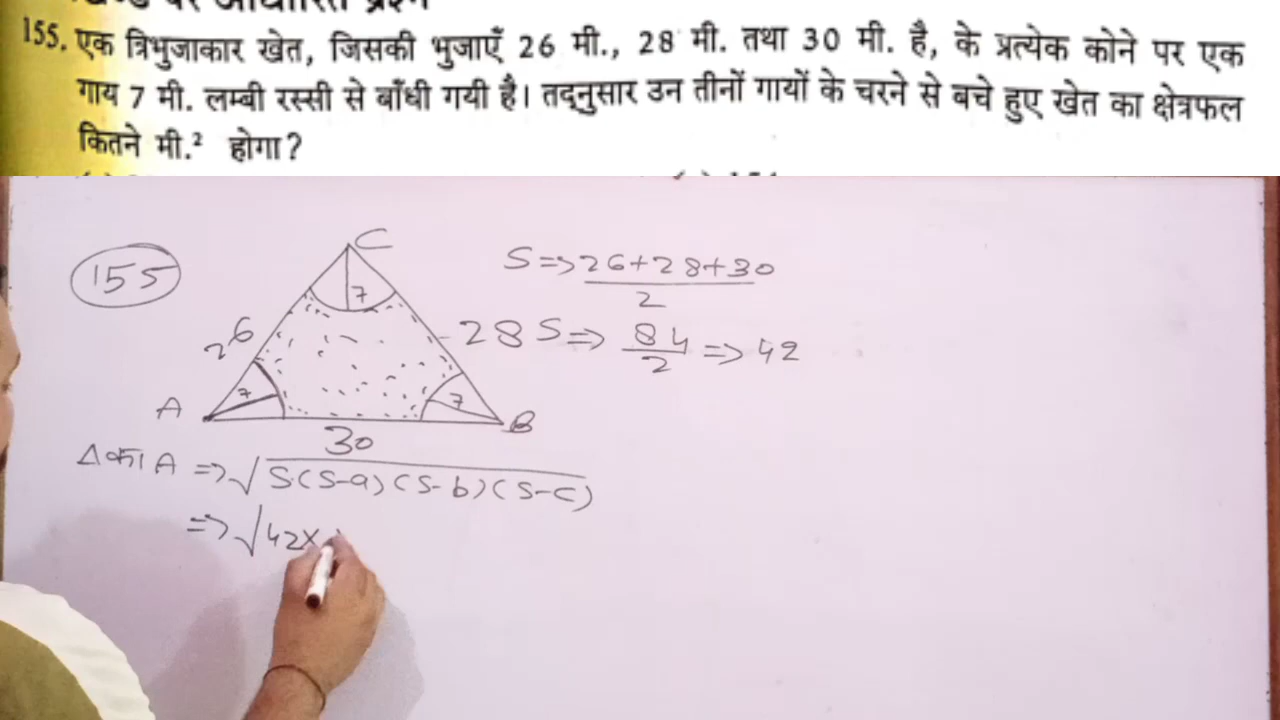 155. एक त्रिभुजाकार खेत, जिसकी भुजाएँ 26 मी., 28 मी. तथा 30 मी. है, के प्रत्येक कोने पर एक
गाय 7 मी. लम्बी रस्सी से बाँधी गयी है। तद्नुसार उन तीनों गायों के चरने से बचे हुए खेत का क्षेत्रफल
कितने मी.² होगा?
155
C
7
26
28
A
7
7
B
30
S => 26+28+30
2
S => 84/2 => 42
Δ का A => √S.(S-a)(S-b)(S-c)
=> √42x